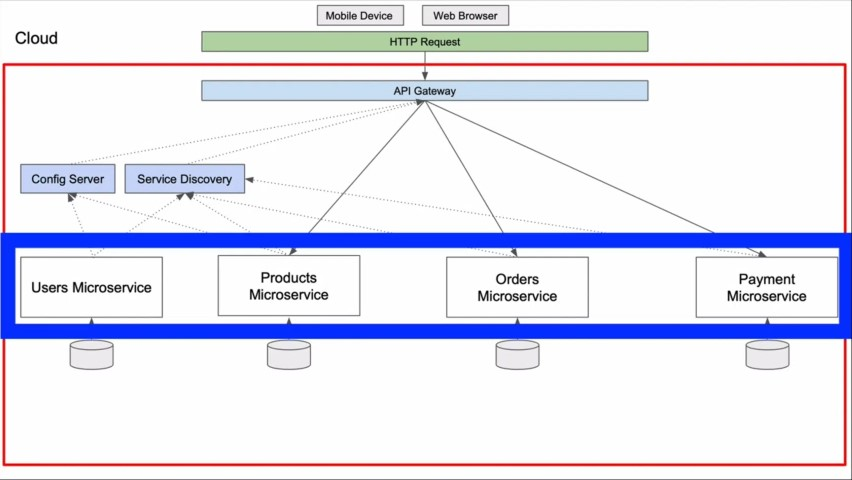 Mobile Device
Web Browser
Cloud
HTTP Request
API Gateway
Config Server
Service Discovery
Users Microservice
Products
Microservice
Orders
Microservice
Payment
Microservice